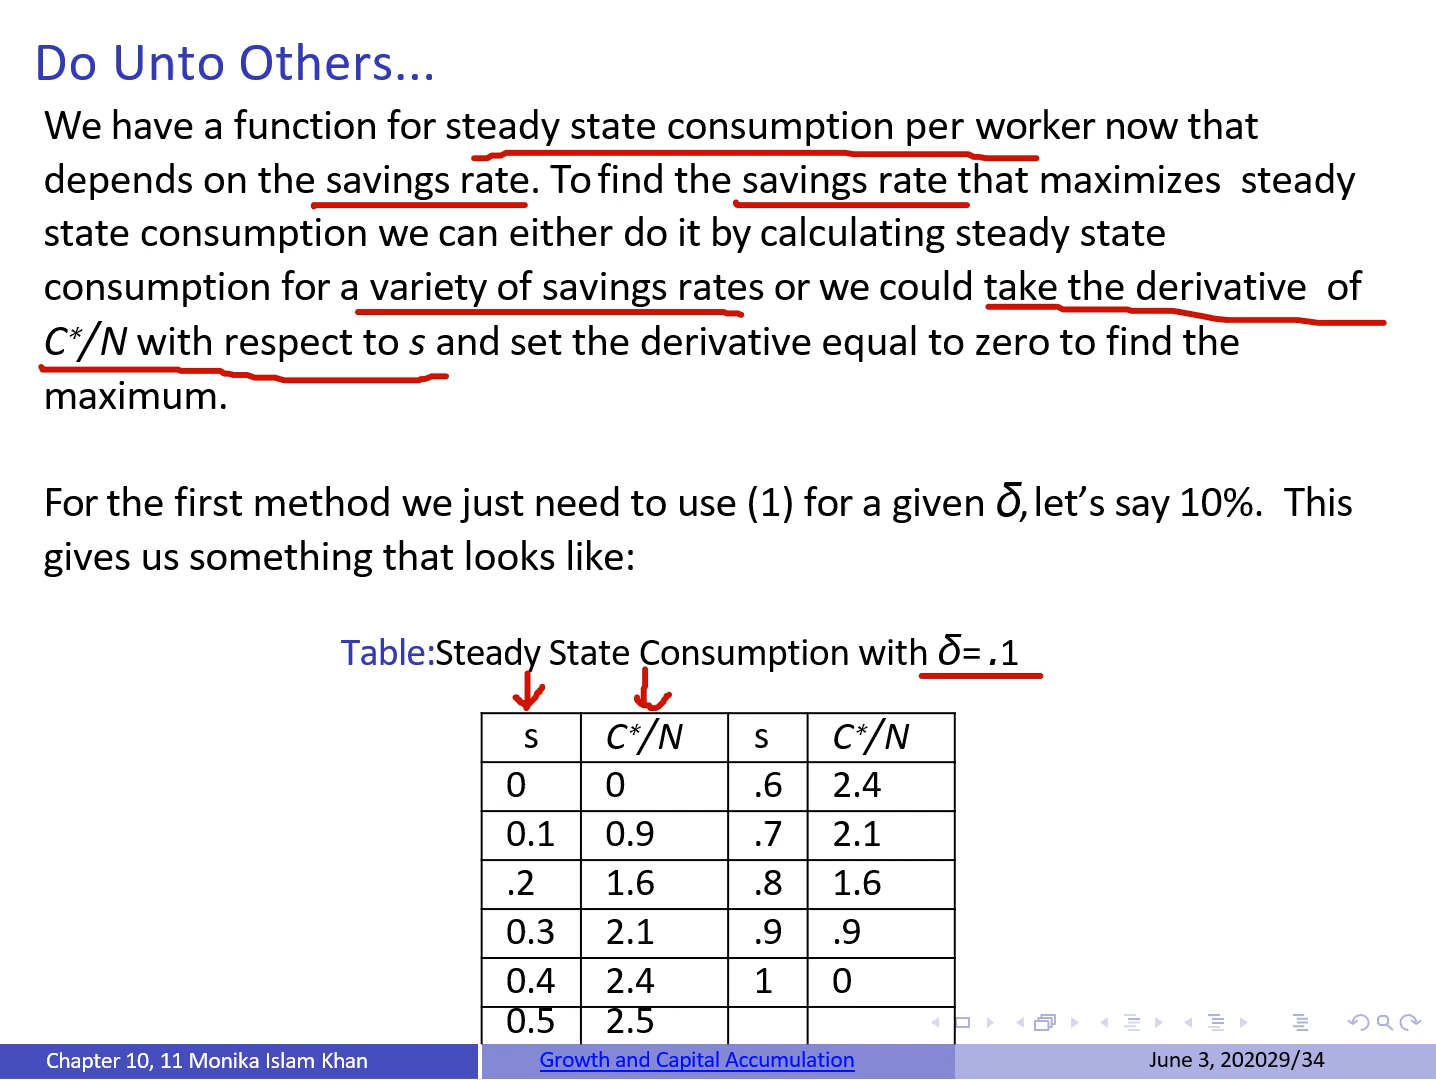 Do Unto Others...
We have a function for steady state consumption per worker now that
depends on the savings rate. To find the savings rate that maximizes steady
state consumption we can either do it by calculating steady state
consumption for a variety of savings rates or we could take the derivative of
C*/N with respect to s and set the derivative equal to zero to find the
maximum.
For the first method we just need to use (1) for a given δ, let’s say 10%. This
gives us something that looks like:
Table:Steady State Consumption with δ= .1
s C*/N s C*/N
0 0 .6 2.4
0.1 0.9 .7 2.1
.2 1.6 .8 1.6
0.3 2.1 .9 .9
0.4 2.4 1 0
0.5 2.5
Chapter 10, 11 Monika Islam Khan Growth and Capital Accumulation June 3, 202029/34